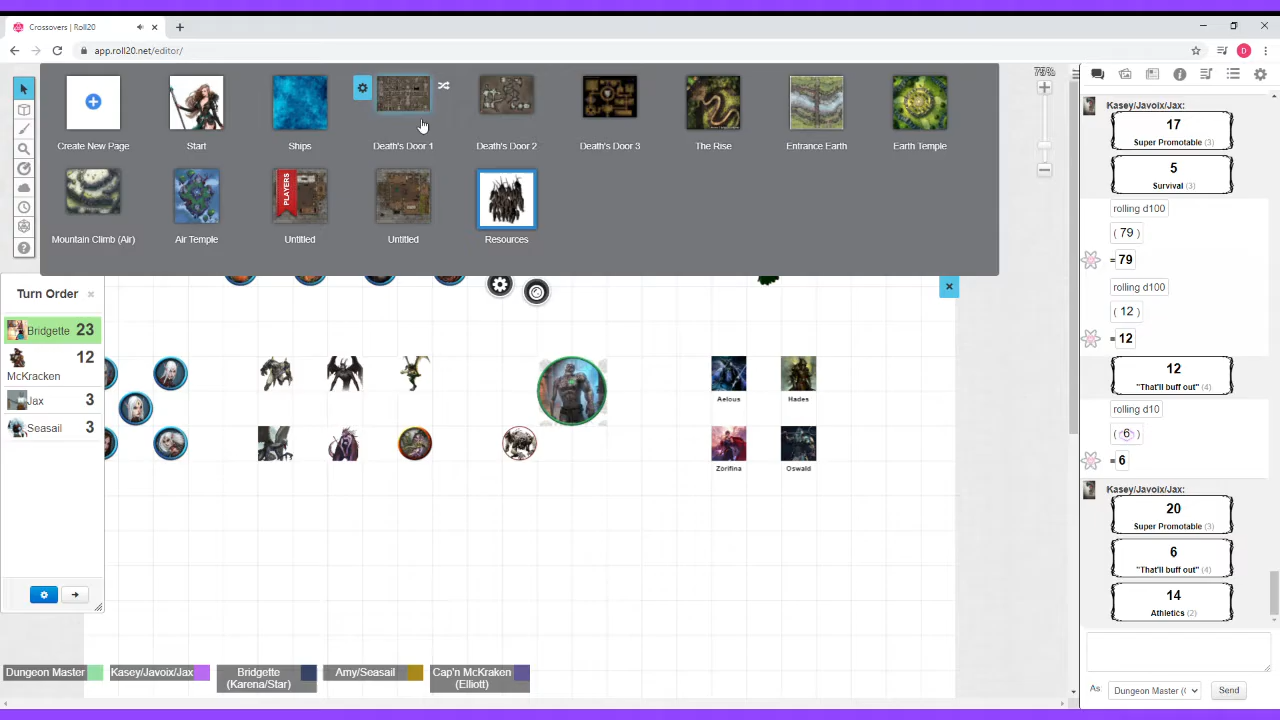 Crossovers | Roll20
app.roll20.net/editor/
D
75%
Create New Page
Start
Ships
Death's Door 1
Death's Door 2
Death's Door 3
The Rise
Entrance Earth
Earth Temple
PLAYERS
Mountain Climb (Air)
Air Temple
Untitled
Untitled
Resources
Turn Order
Bridgette 23
12
McKracken
Jax 3
Seasail 3
Aelous
Hades
Zorifina
Oswald
Dungeon Master
Kasey/Javoix/Jax
Bridgette
(Karena/Star)
Amy/Seasail
Cap'n McKraken
(Elliott)
Kasey/Javoix/Jax:
17
Super Promotable (3)
5
Survival (3)
rolling d100
( 79 )
= 79
rolling d100
( 12 )
= 12
12
"That'll buff out" (4)
rolling d10
( 6 )
= 6
Kasey/Javoix/Jax:
20
Super Promotable (3)
6
"That'll buff out" (4)
14
Athletics (2)
As:
Dungeon Master (
Send